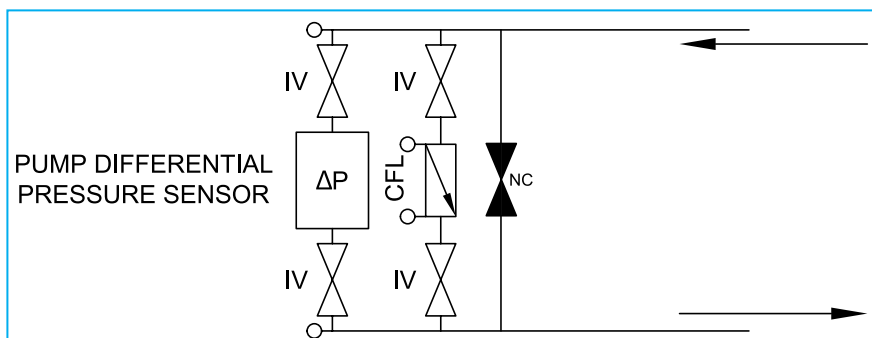 IV
IV
PUMP DIFFERENTIAL
PRESSURE SENSOR
ΔP
CFL
NC
IV
IV